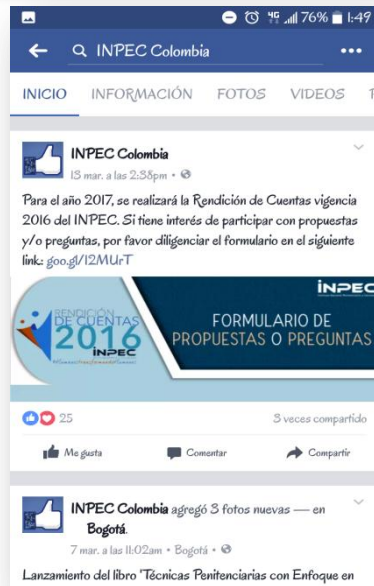 4G 76% 1:49
INPEC Colombia
INICIO INFORMACIÓN FOTOS VIDEOS
INPEC Colombia
13 mar. a las 2:38pm
Para el año 2017, se realizará la Rendición de Cuentas vigencia
2016 del INPEC. Si tiene interés de participar con propuestas
y/o preguntas, por favor diligenciar el formulario en el siguiente
link: goo.gl/12MUrT
INPEC
RENDICIÓN
DE CUENTAS
2016
INPEC
FORMULARIO DE
PROPUESTAS O PREGUNTAS
25 3 veces compartido
Me gusta Comentar Compartir
INPEC Colombia agregó 3 fotos nuevas — en
Bogotá.
7 mar. a las 11:02am • Bogotá
Lanzamiento del libro "Técnicas Penitenciarias con Enfoque en